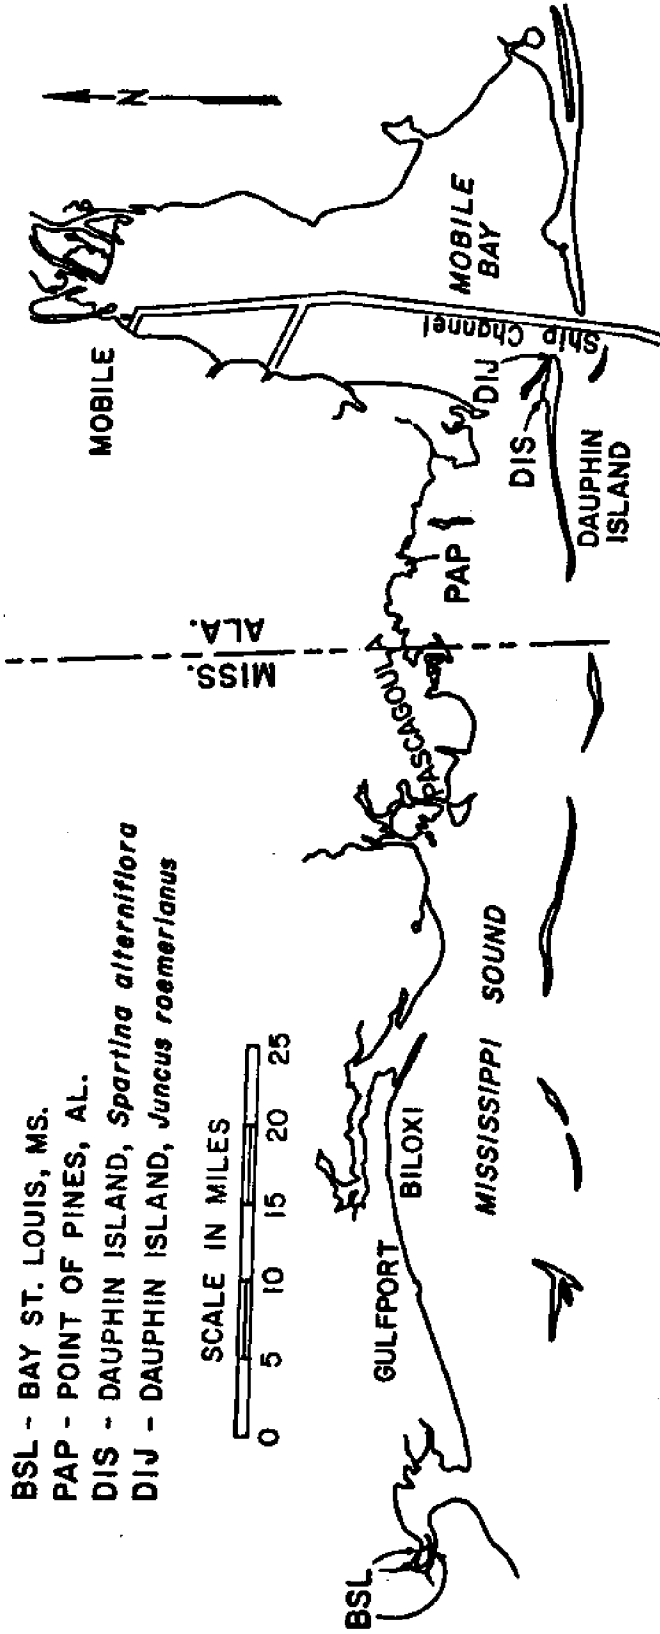 BSL - BAY ST. LOUIS, MS.
PAP - POINT OF PINES, AL.
DIS - DAUPHIN ISLAND, Spartina alterniflora
DIJ - DAUPHIN ISLAND, Juncus roemerianus
SCALE IN MILES
0 5 10 15 20 25
MISS.
ALA.
MOBILE
N
BSL
GULFPORT
BILOXI
PASCAGOULA
PAP
DIJ
DIS
MOBILE
BAY
Ship Channel
MISSISSIPPI SOUND
DAUPHIN
ISLAND